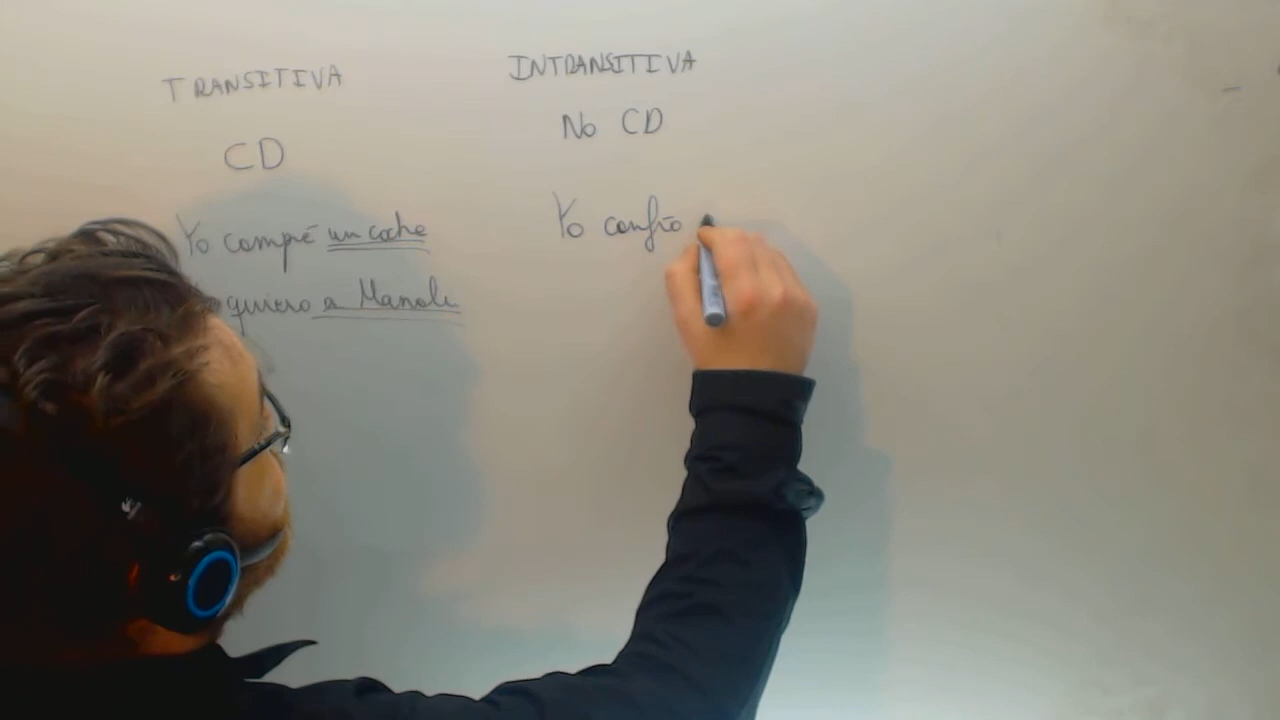 TRANSITIVA
CD
Yo compré un coche
quiero a Manoli
INTRANSITIVA
No CD
Yo confío